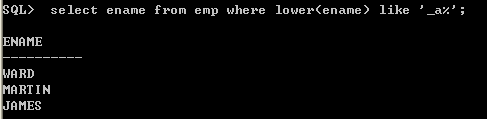 SQL>  select ename from emp where lower(ename) like '_a%';
ENAME
----------
WARD
MARTIN
JAMES